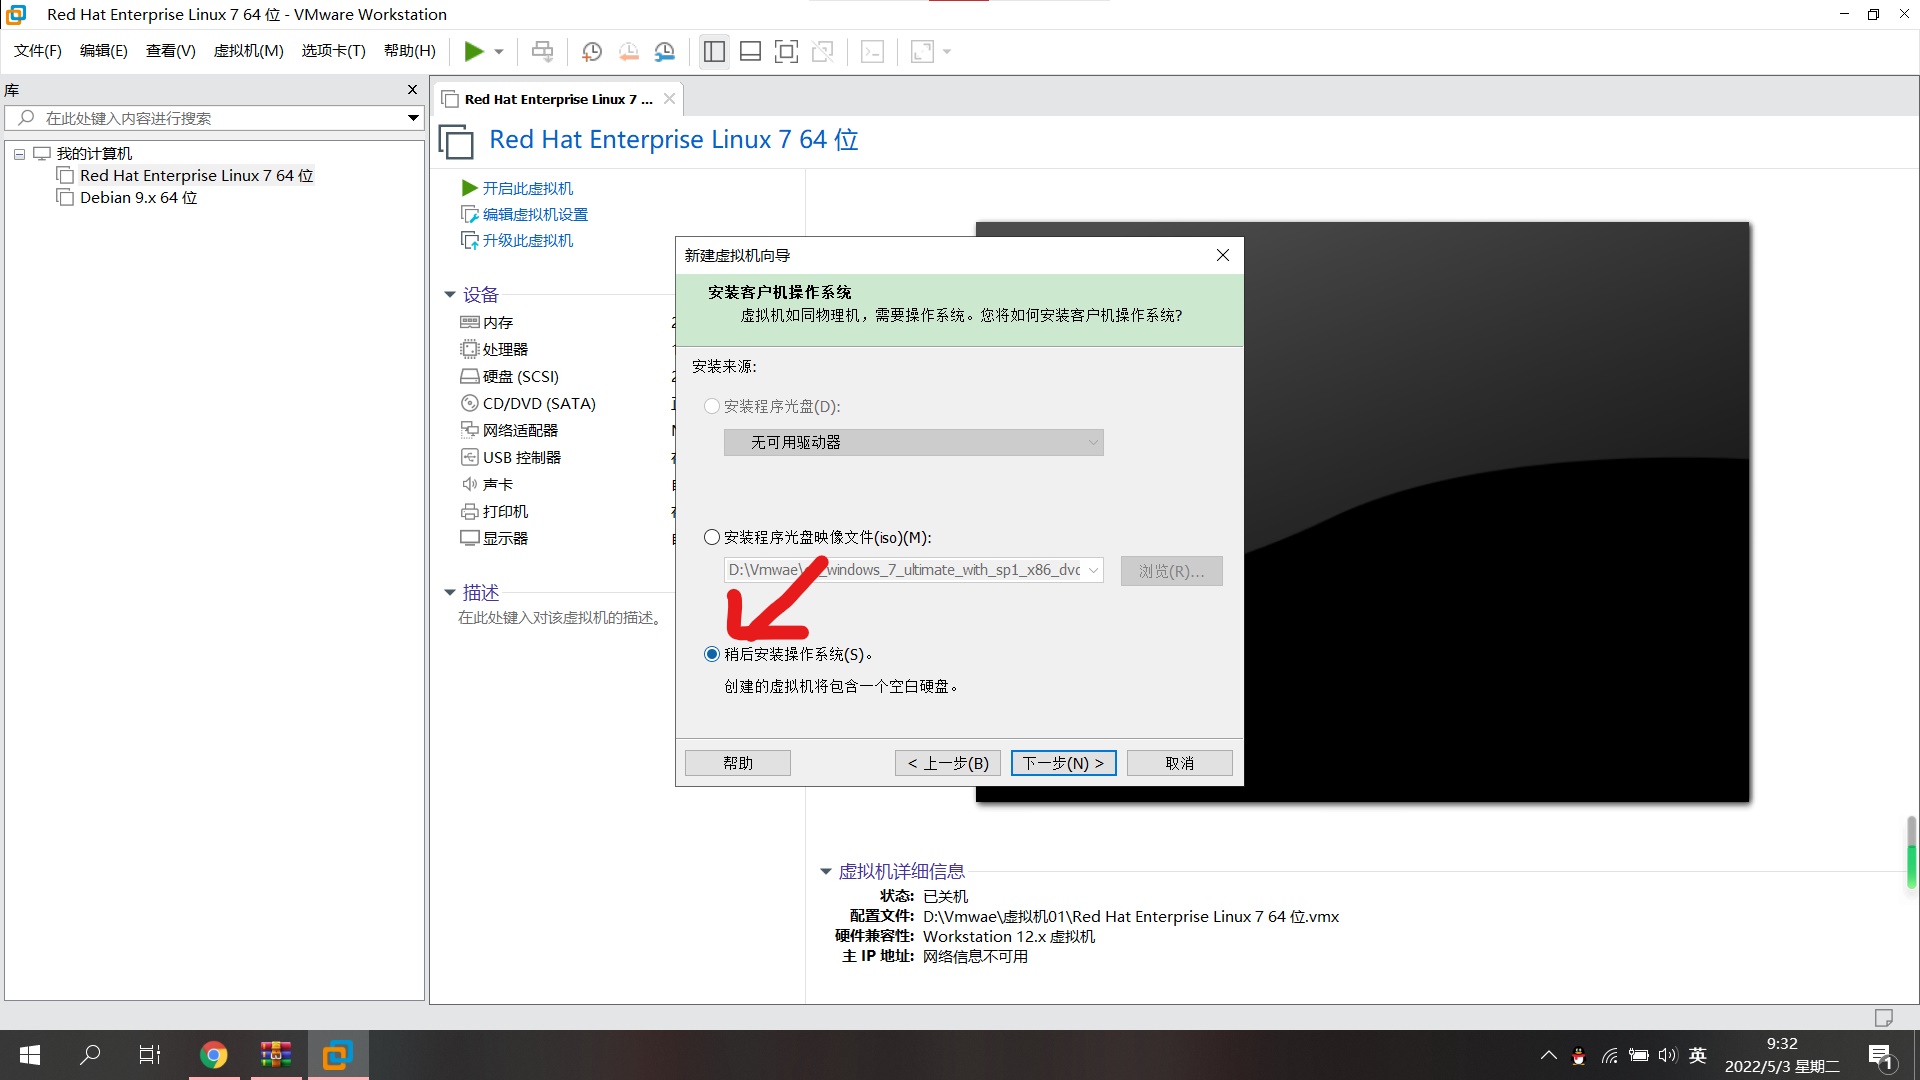 Red Hat Enterprise Linux 7 64 位 - VMware Workstation
文件(F) 编辑(E) 查看(V) 虚拟机(M) 选项卡(T) 帮助(H)
库
在此处键入内容进行搜索
我的计算机
Red Hat Enterprise Linux 7 64 位
Debian 9.x 64 位
Red Hat Enterprise Linux 7 ...
Red Hat Enterprise Linux 7 64 位
开启此虚拟机
编辑虚拟机设置
升级此虚拟机
设备
内存
处理器
硬盘 (SCSI)
CD/DVD (SATA)
网络适配器
USB 控制器
声卡
打印机
显示器
描述
在此处键入对该虚拟机的描述。
新建虚拟机向导
安装客户机操作系统
虚拟机如同物理机，需要操作系统。您将如何安装客户机操作系统?
安装来源:
安装程序光盘(D):
无可用驱动器
安装程序光盘映像文件(iso)(M):
D:\Vmwae\ _windows_7_ultimate_with_sp1_x86_dvd
浏览(R)...
稍后安装操作系统(S)。
创建的虚拟机将包含一个空白硬盘。
帮助
< 上一步(B)
下一步(N) >
取消
虚拟机详细信息
状态: 已关机
配置文件: D:\Vmwae\虚拟机01\Red Hat Enterprise Linux 7 64 位.vmx
硬件兼容性: Workstation 12.x 虚拟机
主 IP 地址: 网络信息不可用
英
9:32
2022/5/3 星期二
1